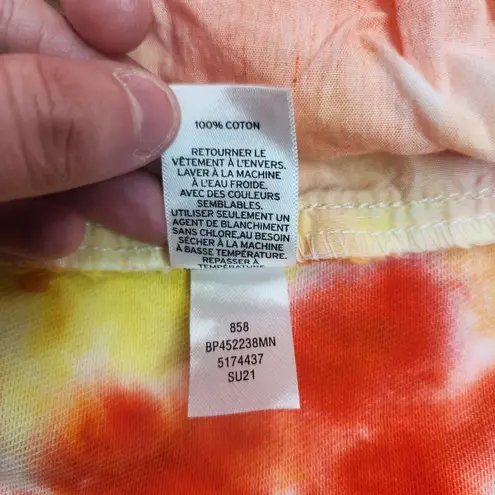 100% COTON
RETOURNER LE
VÊTEMENT À L'ENVERS.
LAVER À LA MACHINE
À L'EAU FROIDE.
AVEC DES COULEURS
SEMBLABLES.
UTILISER SEULEMENT UN
AGENT DE BLANCHIMENT
SANS CHLORE,AU BESOIN
SÉCHER À LA MACHINE
À BASSE TEMPÉRATURE.
REPASSER À
TEMPÉRATURE
858
BP452238MN
5174437
SU21